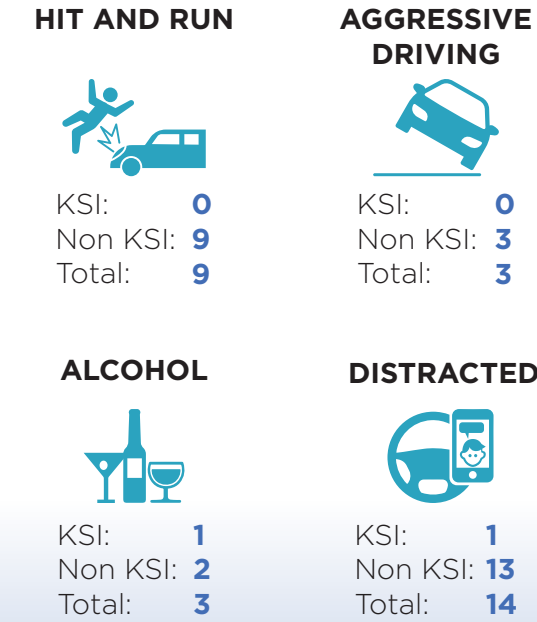 HIT AND RUN
KSI: 0
Non KSI: 9
Total: 9
AGGRESSIVE
DRIVING
KSI: 0
Non KSI: 3
Total: 3
ALCOHOL
KSI: 1
Non KSI: 2
Total: 3
DISTRACTED
KSI: 1
Non KSI: 13
Total: 14